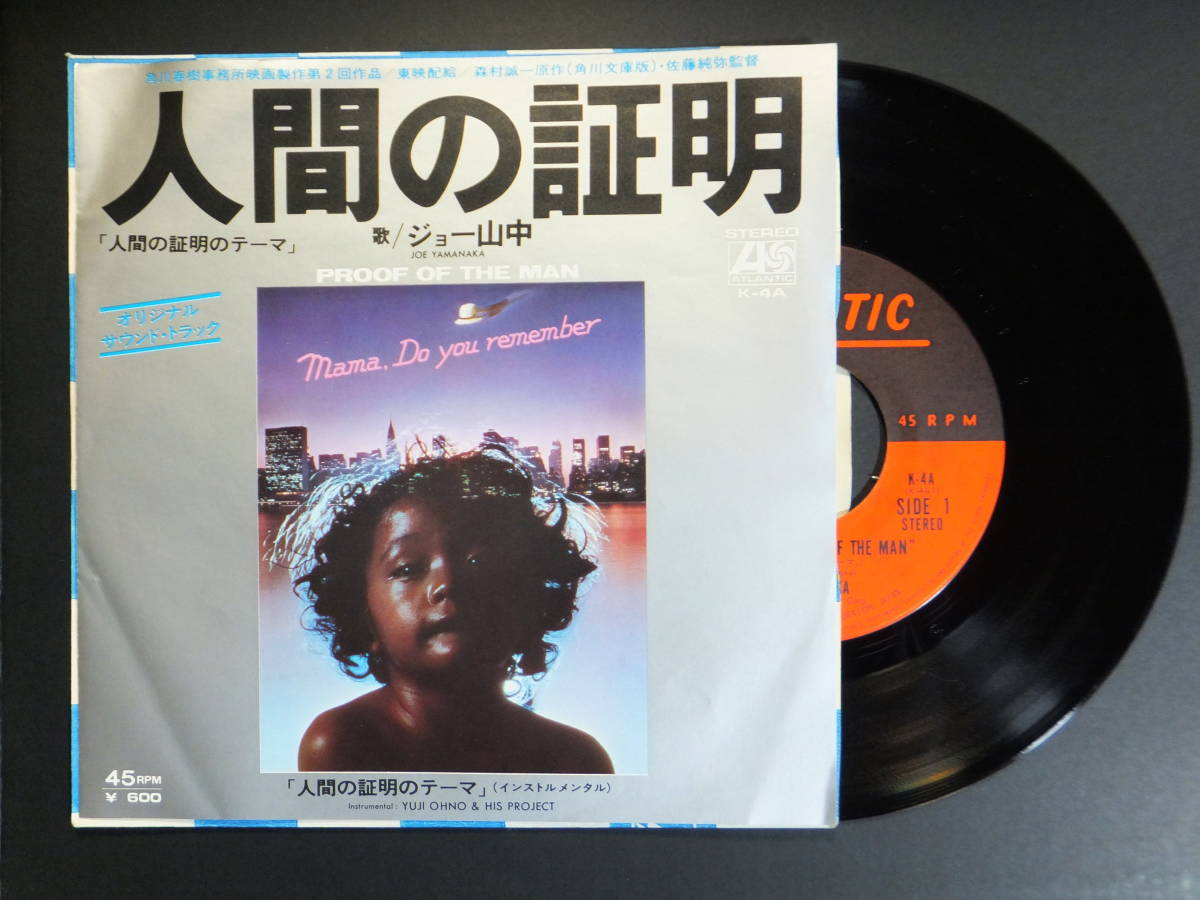 角川春樹事務所映画製作第2回作品／東映配給／森村誠一原作(角川文庫版)・佐藤純弥監督
人間の証明
「人間の証明のテーマ」
歌／ジョー山中
JOE YAMANAKA
PROOF OF THE MAN
STEREO
ATLANTIC
K-4A
オリジナル
サウンド・トラック
Mama, Do you remember
45RPM
¥ 600
「人間の証明のテーマ」(インストルメンタル)
Instrumental: YUJI OHNO & HIS PROJECT
TIC
45 RPM
K-4A
SIDE 1
STEREO
F THE MAN"
KA